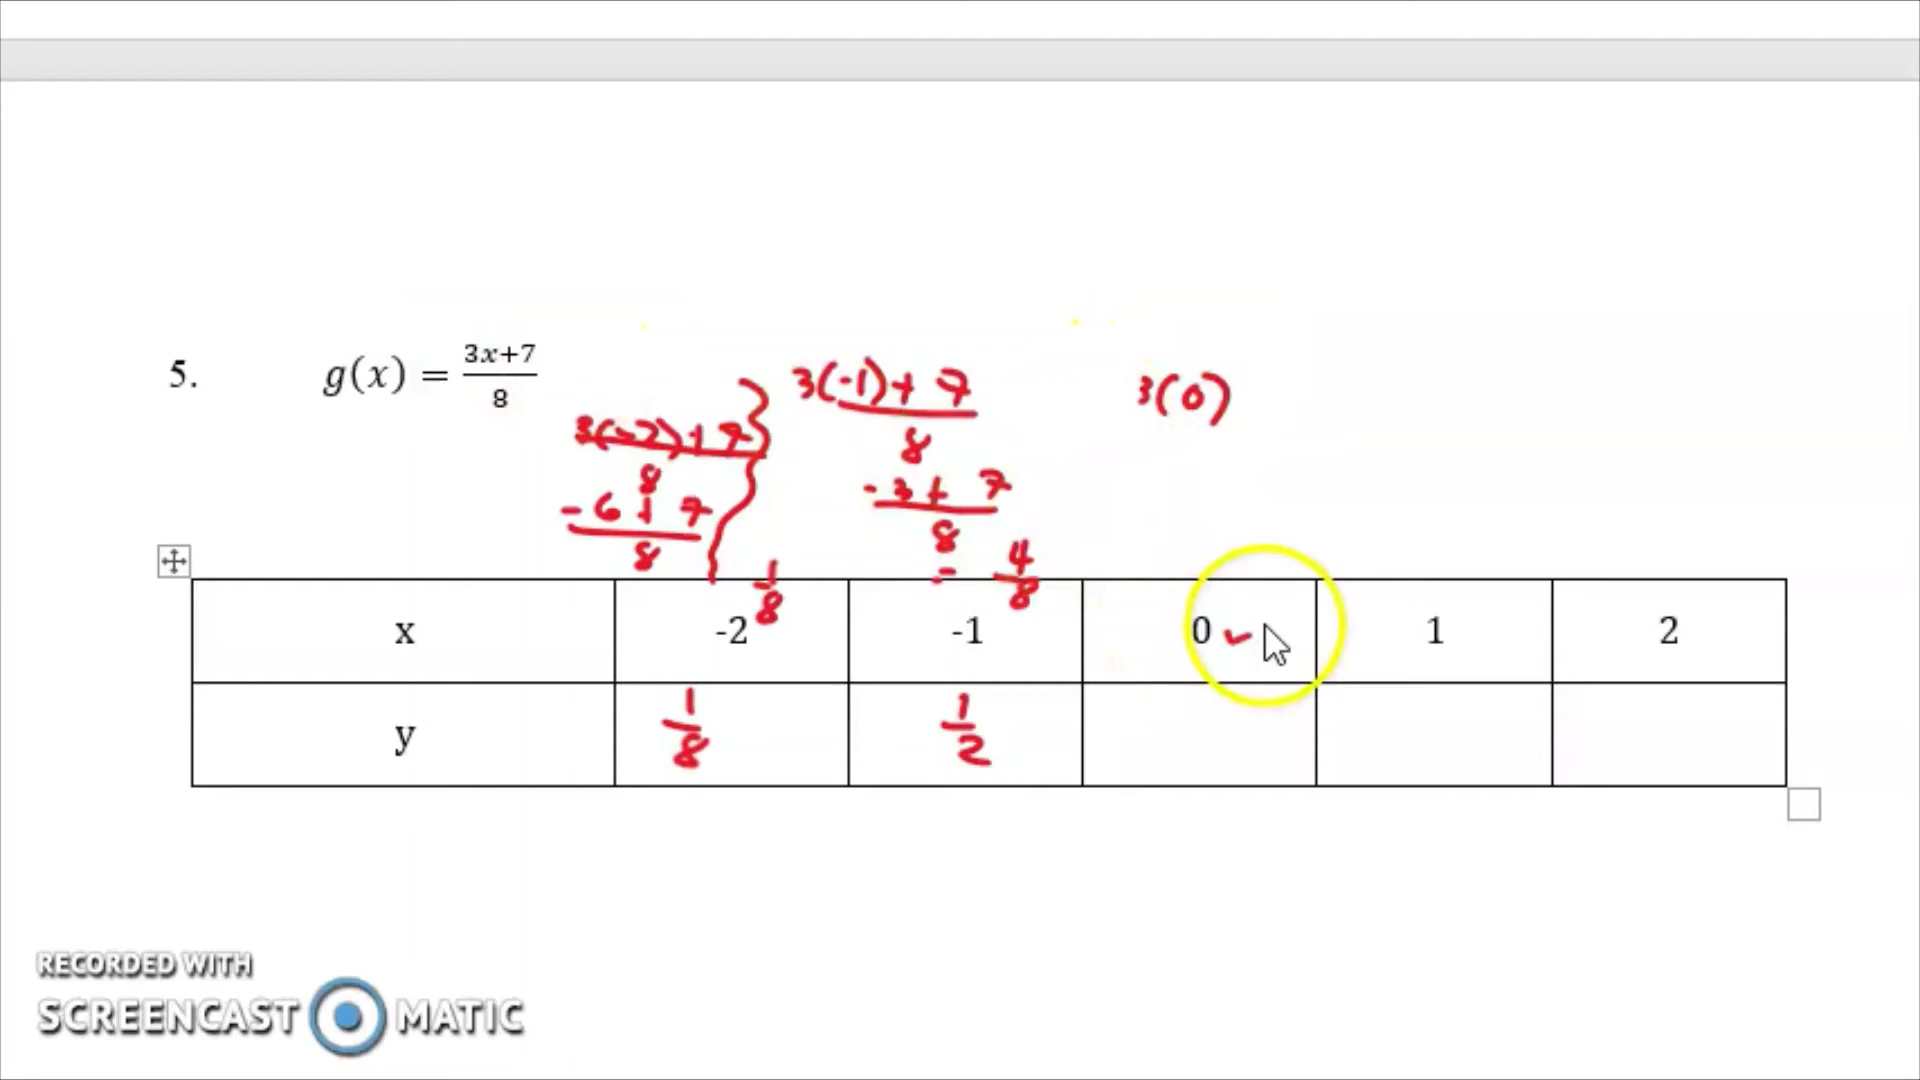 5. g(x) = 3x+7
8
3(-2)+7
8
-6+7
8
1
8
3(-1)+7
8
-3+7
8
= 4
8
3(0)
x -2 -1 0 ✓ 1 2
y 1/8 1/2
RECORDED WITH
SCREENCAST MATIC